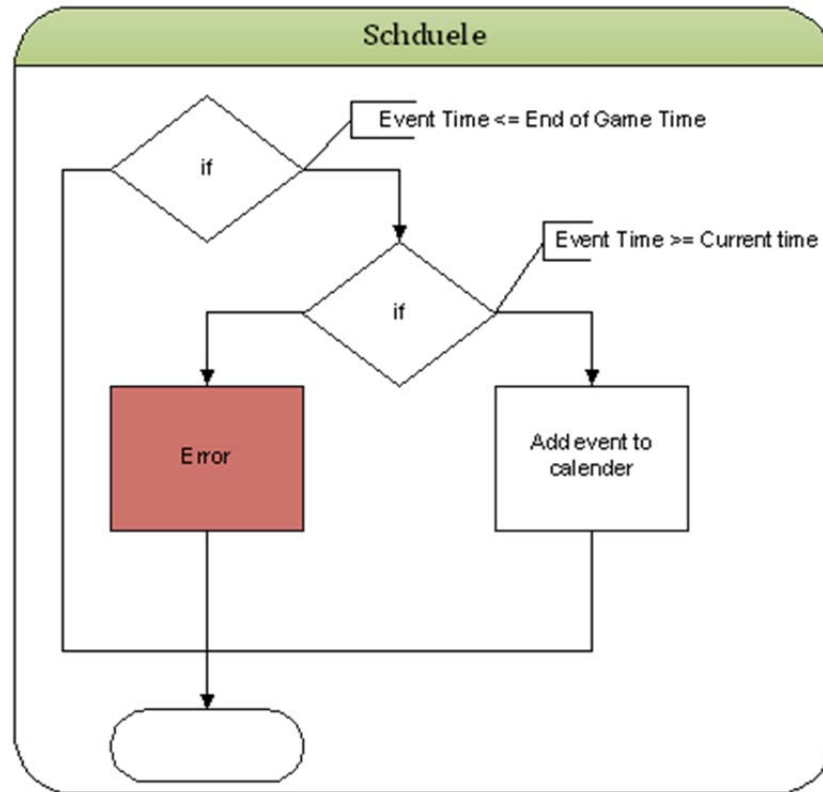 Schduele
Event Time <= End of Game Time
if
Event Time >= Current time
if
Error
Add event to
calender